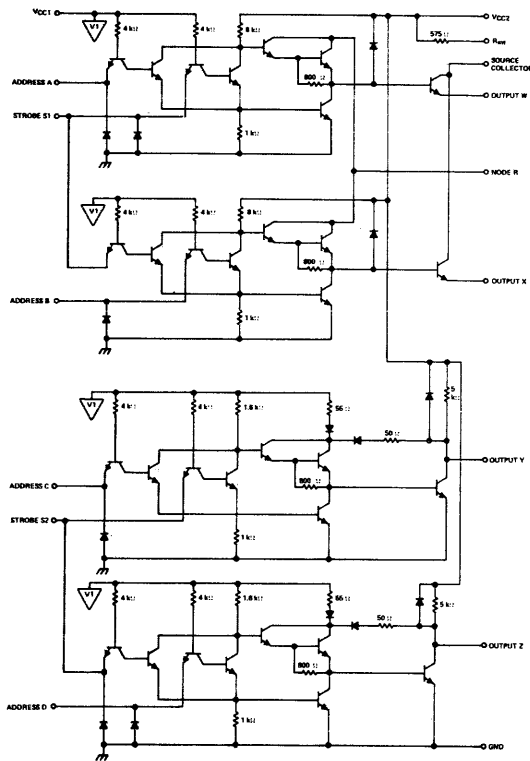 VCC1
V1
4 kΩ
4 kΩ
8 kΩ
VCC2
575 Ω
Rint
SOURCE COLLECTOR
ADDRESS A
800 Ω
OUTPUT W
STROBE S1
1 kΩ
NODE R
V1
4 kΩ
4 kΩ
8 kΩ
800 Ω
OUTPUT X
ADDRESS B
1 kΩ
V1
4 kΩ
4 kΩ
1.6 kΩ
55 Ω
5 kΩ
50 Ω
OUTPUT Y
ADDRESS C
800 Ω
STROBE S2
1 kΩ
V1
4 kΩ
4 kΩ
1.6 kΩ
55 Ω
5 kΩ
50 Ω
OUTPUT Z
800 Ω
ADDRESS D
1 kΩ
GND